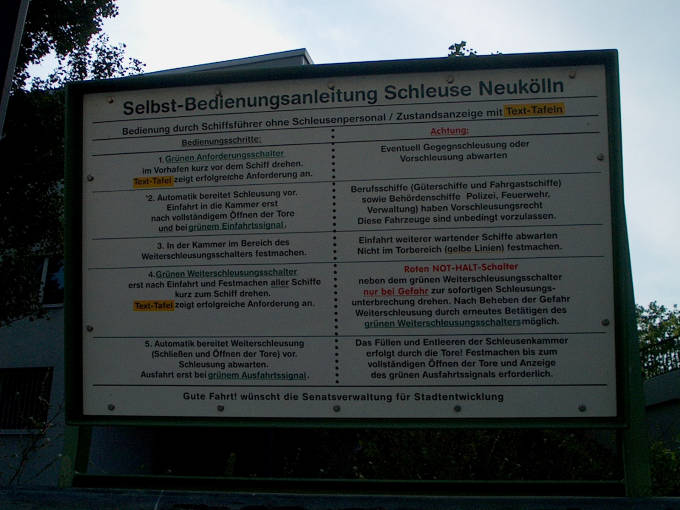 Selbst-Bedienungsanleitung Schleuse Neukölln
Bedienung durch Schiffsführer ohne Schleusenpersonal / Zustandsanzeige mit Text-Tafeln
Bedienungsschritte:
1. Grünen Anforderungsschalter
im Vorhafen kurz vor dem Schiff drehen.
Text-Tafel zeigt erfolgreiche Anforderung an.
2. Automatik bereitet Schleusung vor.
Einfahrt in die Kammer erst
nach vollständigem Öffnen der Tore
und bei grünem Einfahrtssignal.
3. In der Kammer im Bereich des
Weiterschleusungsschalters festmachen.
4. Grünen Weiterschleusungsschalter
erst nach Einfahrt und Festmachen aller Schiffe
kurz zum Schiff drehen.
Text-Tafel zeigt erfolgreiche Anforderung an.
5. Automatik bereitet Weiterschleusung
(Schließen und Öffnen der Tore) vor.
Schleusung abwarten.
Ausfahrt erst bei grünem Ausfahrtssignal.
Achtung:
Eventuell Gegegnschleusung oder
Vorschleusung abwarten
Berufsschiffe (Güterschiffe und Fahrgastschiffe)
sowie Behördenschiffe Polizei, Feuerwehr,
Verwaltung) haben Vorschleusungsrecht
Diese Fahrzeuge sind unbedingt vorzulassen.
Einfahrt weiterer wartender Schiffe abwarten
Nicht im Torbereich (gelbe Linien) festmachen.
Roten NOT-HALT-Schalter
neben dem grünen Weiterschleusungsschalter
nur bei Gefahr zur sofortigen Schleusungs-
unterbrechung drehen. Nach Beheben der Gefahr
Weiterschleusung durch erneutes Betätigen des
grünen Weiterschleusungsschalters möglich.
Das Füllen und Entleeren der Schleusenkammer
erfolgt durch die Tore! Festmachen bis zum
vollständigen Öffnen der Tore und Anzeige
des grünen Ausfahrtssignals erforderlich.
Gute Fahrt! wünscht die Senatsverwaltung für Stadtentwicklung